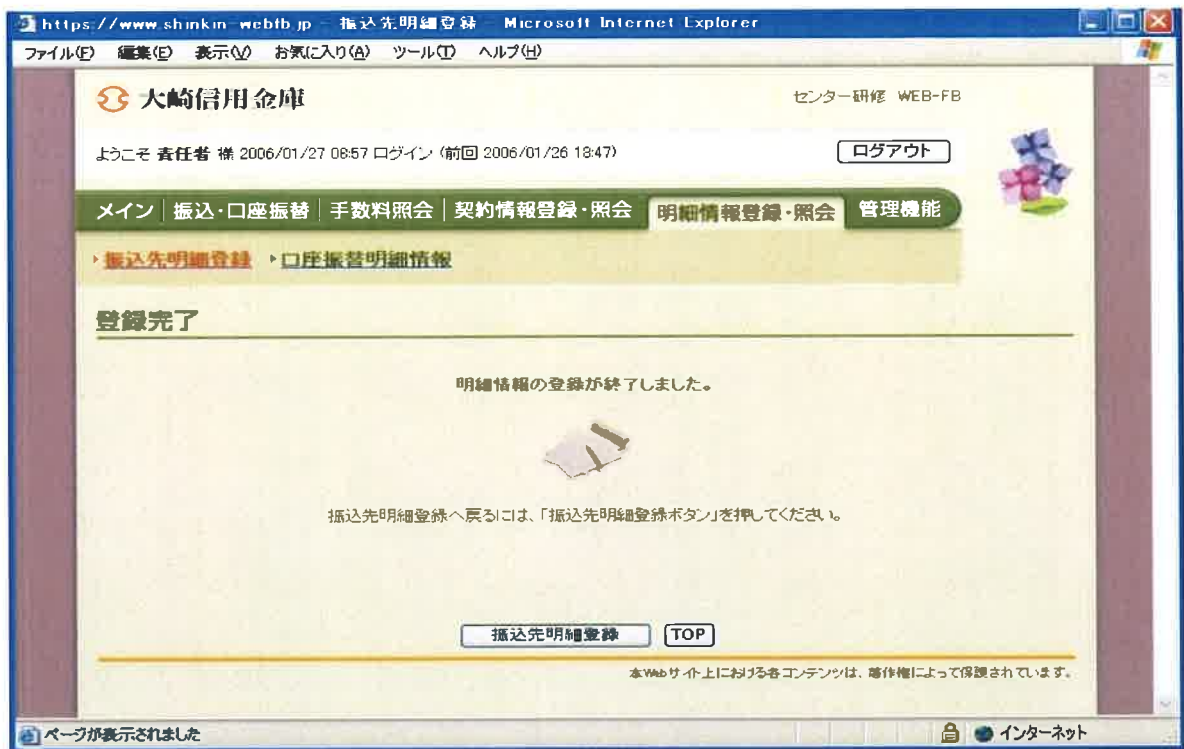 https://www.shinkin-webfb.jp - 振込先明細登録 - Microsoft Internet Explorer
ファイル(F) 編集(E) 表示(V) お気に入り(A) ツール(T) ヘルプ(H)
大崎信用金庫
センター研修 WEB-FB
ようこそ 責任者 様 2006/01/27 08:57 ログイン (前回 2006/01/26 18:47)
ログアウト
メイン 振込・口座振替 手数料照会 契約情報登録・照会 明細情報登録・照会 管理機能
振込先明細登録 口座振替明細情報
登録完了
明細情報の登録が終了しました。
振込先明細登録へ戻るには、「振込先明細登録ボタン」を押してください。
振込先明細登録 TOP
本Webサイト上における各コンテンツは、著作権によって保護されています。
ページが表示されました
インターネット